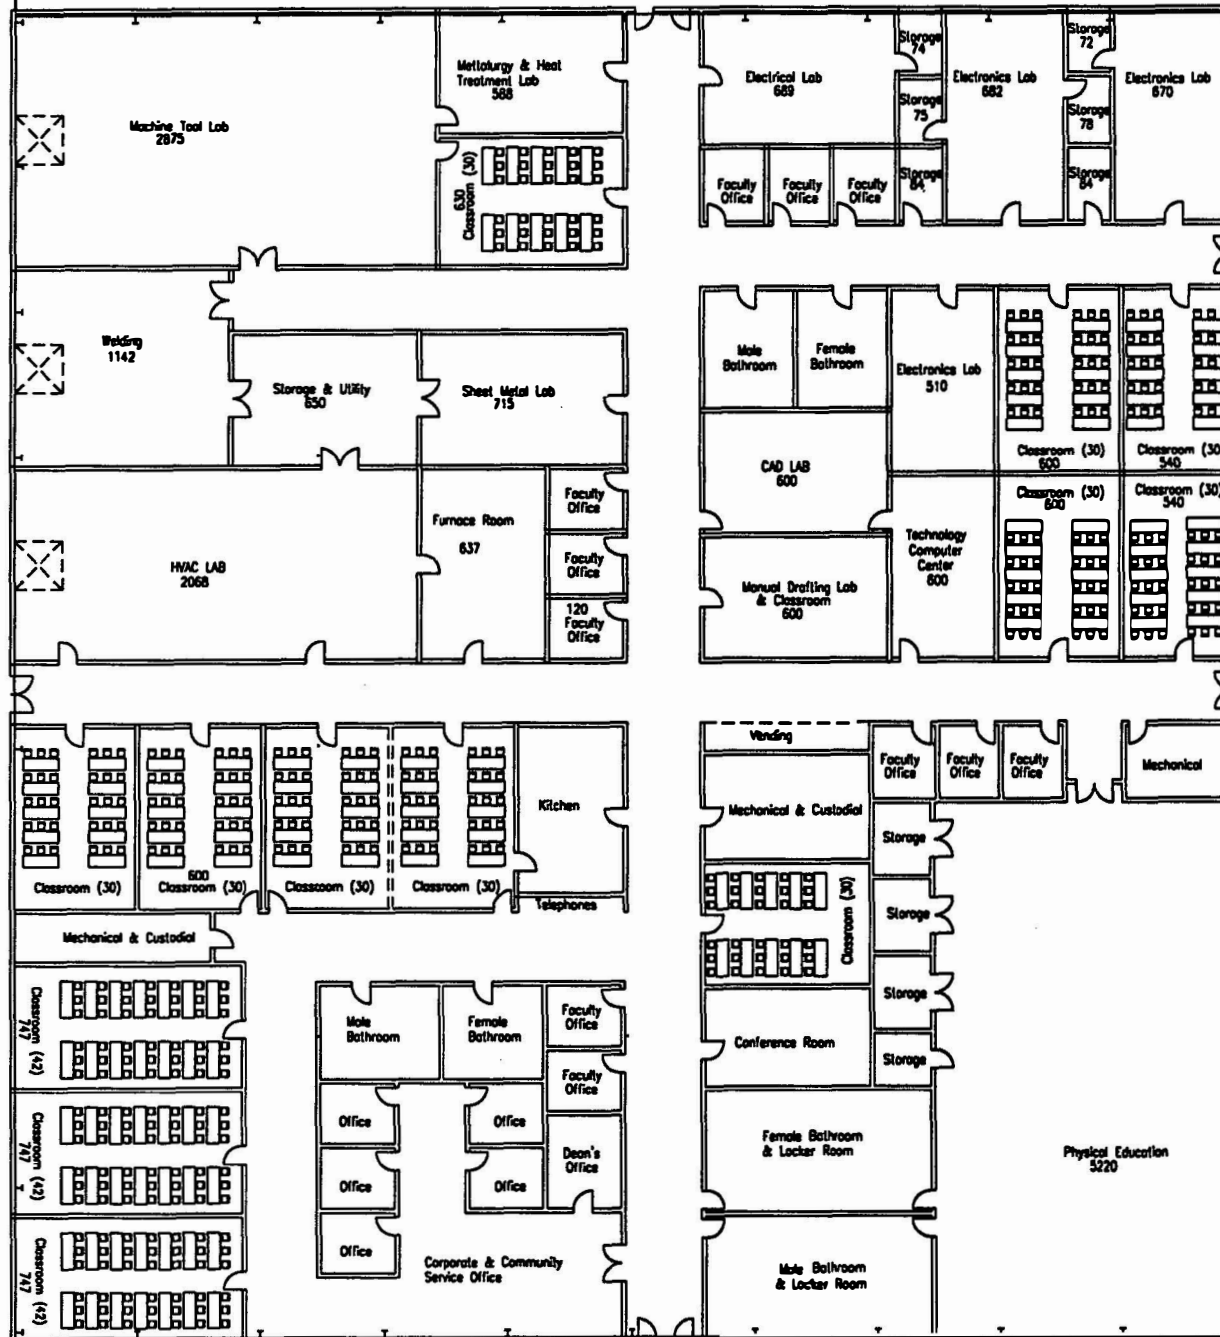 Metallurgy & Heat
Treatment Lab
588
Machine Tool Lab
2875
630
Classroom (30)
Electrical Lab
689
Storage
74
Storage
75
Storage
84
Electronics Lab
682
Storage
72
Storage
78
Storage
84
Electronics Lab
670
Faculty
Office
Faculty
Office
Faculty
Office
Welding
1142
Storage & Utility
650
Sheet Metal Lab
715
Male
Bathroom
Female
Bathroom
Electronics Lab
510
Classroom (30)
600
Classroom (30
540
CAD LAB
600
Classroom (30)
600
Classroom (30)
540
Furnace Room
637
Faculty
Office
Faculty
Office
120
Faculty
Office
HVAC LAB
2068
Technology
Computer
Center
600
Manual Drafting Lab
& Classroom
600
Vending
Faculty
Office
Faculty
Office
Faculty
Office
Mechanical
Kitchen
Mechanical & Custodial
Storage
Classroom (30)
600
Classroom (30)
Classroom (30)
Classroom (30)
Telephones
Classroom (30)
Storage
Mechanical & Custodial
Storage
Classroom (42)
747
Male
Bathroom
Female
Bathroom
Faculty
Office
Conference Room
Storage
Faculty
Office
Office
Office
Classroom (42)
747
Dean's
Office
Female Bathroom
& Locker Room
Physical Education
5220
Office
Office
Office
Classroom (42)
747
Corporate & Community
Service Office
Male Bathroom
& Locker Room